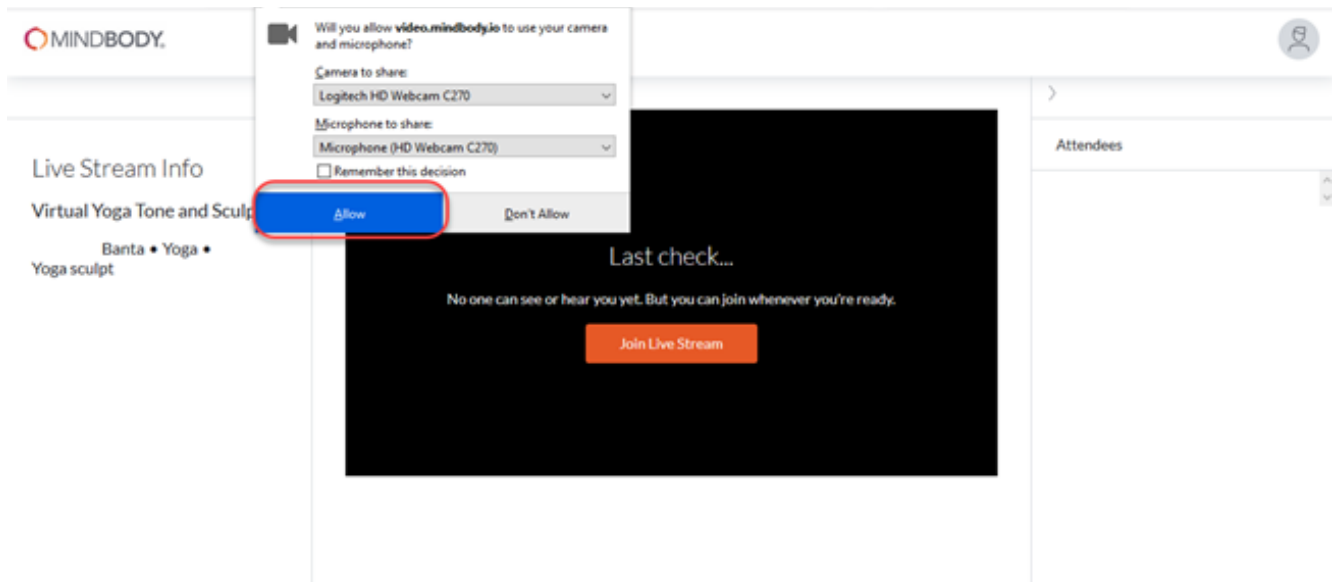 MINDBODY.
Will you allow video.mindbody.io to use your camera
and microphone?
Camera to share:
Logitech HD Webcam C270
Microphone to share:
Microphone (HD Webcam C270)
Remember this decision
Allow
Don't Allow
Live Stream Info
Virtual Yoga Tone and Sculp
Banta • Yoga •
Yoga sculpt
Last check...
No one can see or hear you yet. But you can join whenever you're ready.
Join Live Stream
Attendees